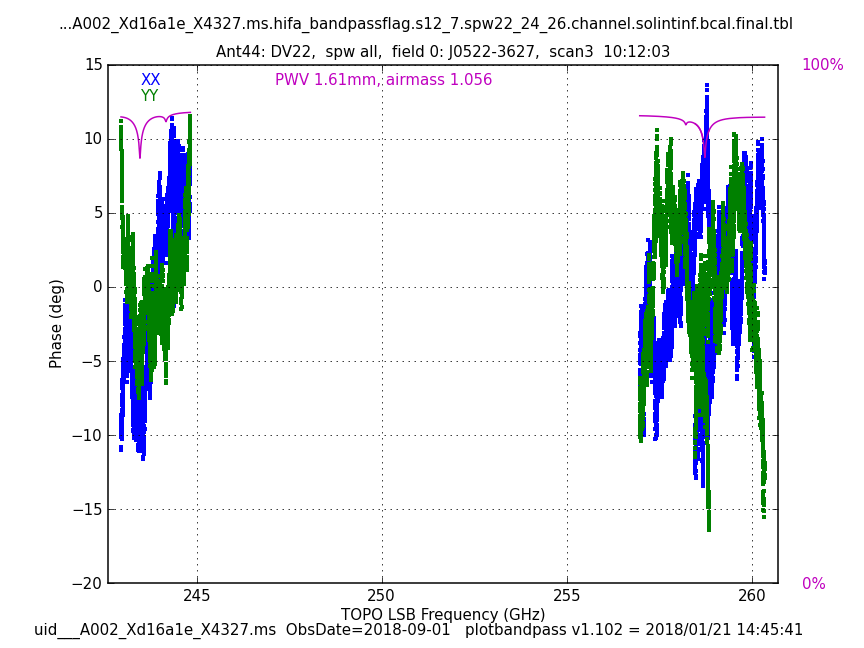 ...A002_Xd16a1e_X4327.ms.hifa_bandpassflag.s12_7.spw22_24_26.channel.solintinf.bcal.final.tbl
Ant44: DV22,  spw all,  field 0: J0522-3627,  scan3  10:12:03
15
XX
PWV 1.61mm, airmass 1.056
100%
YY
10
5
0
Phase (deg)
−5
−10
−15
−20
0%
245
250
255
260
TOPO LSB Frequency (GHz)
uid___A002_Xd16a1e_X4327.ms  ObsDate=2018-09-01   plotbandpass v1.102 = 2018/01/21 14:45:41